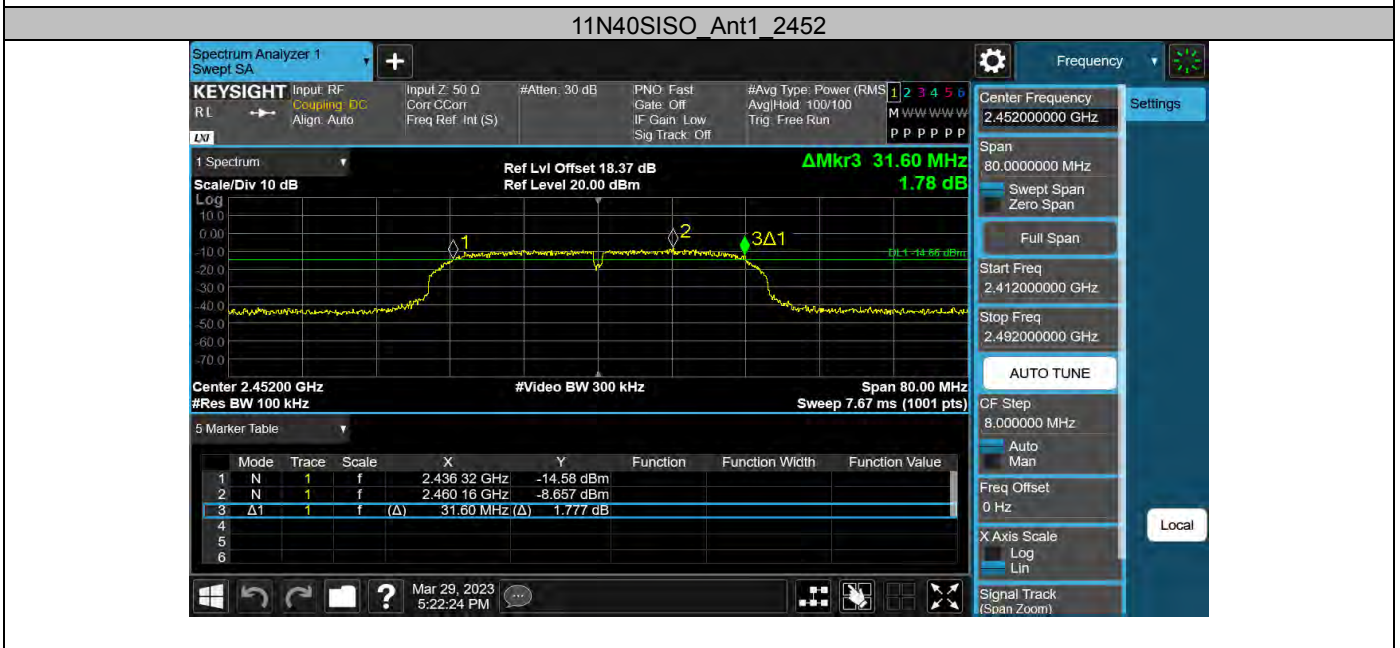 11N40SISO_Ant1_2452
Spectrum Analyzer 1
Swept SA
+
Frequency
KEYSIGHT
RL
LXI
Input: RF
Coupling: DC
Align: Auto
Input Z: 50 Ω
Corr CCorr
Freq Ref: Int (S)
#Atten: 30 dB
PNO: Fast
Gate: Off
IF Gain: Low
Sig Track: Off
#Avg Type: Power (RMS
Avg|Hold: 100/100
Trig: Free Run
1 2 3 4 5 6
M W W W W W
P P P P P P
1 Spectrum
Scale/Div 10 dB
Log
Ref Lvl Offset 18.37 dB
Ref Level 20.00 dBm
ΔMkr3 31.60 MHz
1.78 dB
10.0
0.00
-10.0
-20.0
-30.0
-40.0
-50.0
-60.0
-70.0
1
2
3Δ1
DL1 -14.66 dBm
Center 2.45200 GHz
#Video BW 300 kHz
Span 80.00 MHz
#Res BW 100 kHz
Sweep 7.67 ms (1001 pts)
5 Marker Table
Mode Trace Scale X Y Function Function Width Function Value
1 N 1 f 2.436 32 GHz -14.58 dBm
2 N 1 f 2.460 16 GHz -8.657 dBm
3 Δ1 1 f (Δ) 31.60 MHz (Δ) 1.777 dB
4
5
6
?
Mar 29, 2023
5:22:24 PM
Center Frequency
2.452000000 GHz
Settings
Span
80.0000000 MHz
Swept Span
Zero Span
Full Span
Start Freq
2.412000000 GHz
Stop Freq
2.492000000 GHz
AUTO TUNE
CF Step
8.000000 MHz
Auto
Man
Freq Offset
0 Hz
Local
X Axis Scale
Log
Lin
Signal Track
(Span Zoom)